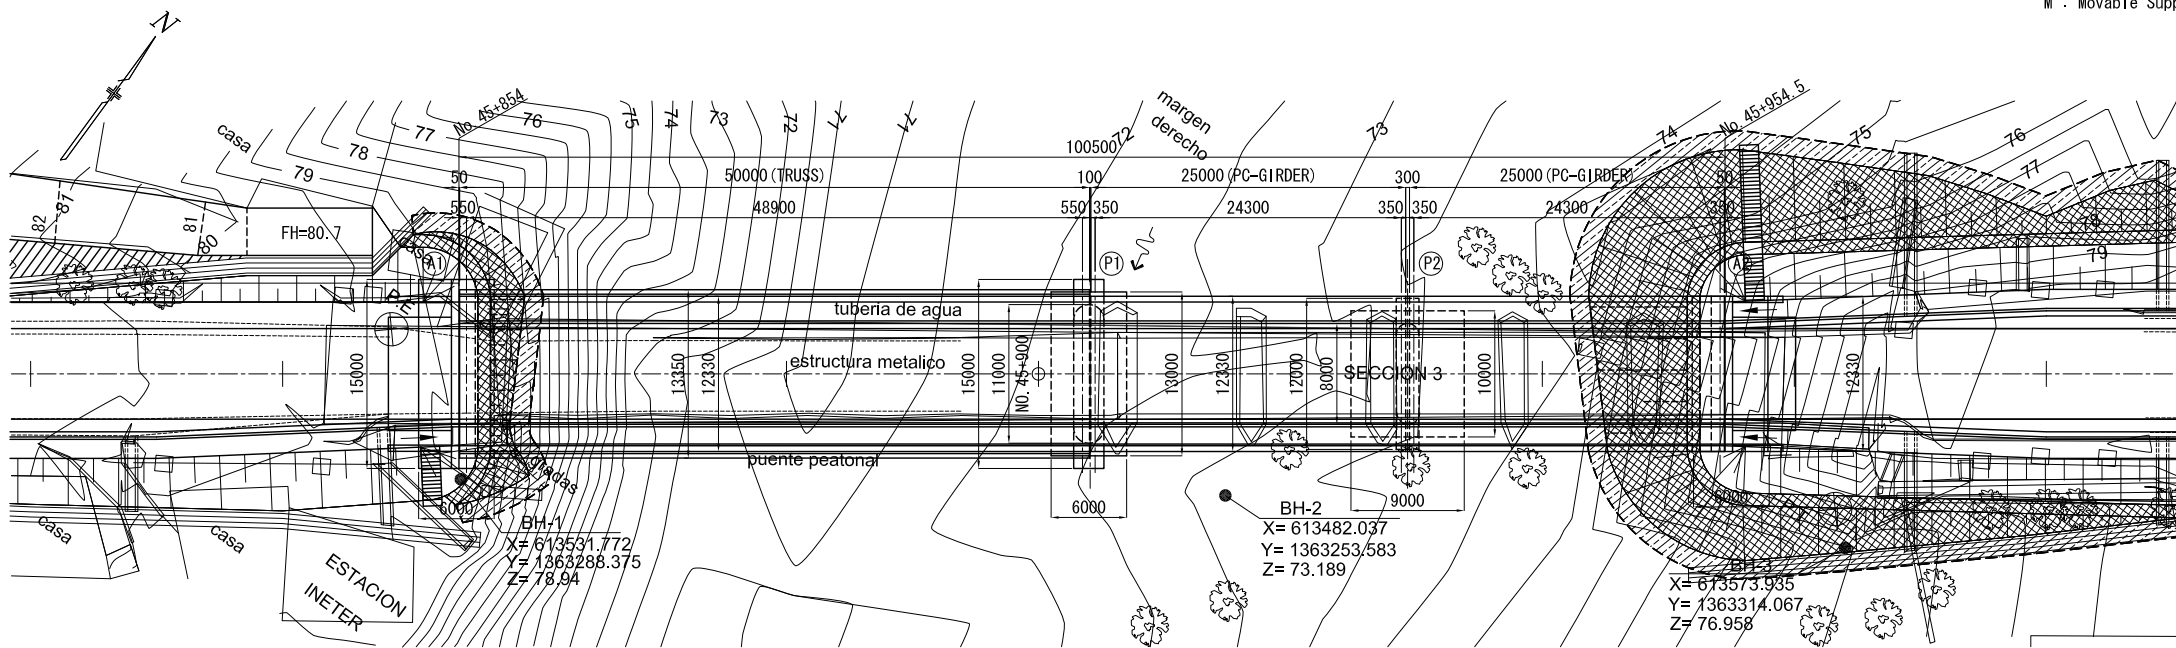 M : Movable Supp
N
casa
77
78
79
No. 45+854
76
75
74
73
72
71
71
72
margen
derecho
73
74
No. 45+954.5
75
76
77
78
79
100500
50
50000(TRUSS)
100
25000(PC-GIRDER)
300
25000(PC-GIRDER)
50
550
48900
550
350
24300
350
350
24300
350
82
81
81
80
FH=80.7
casa
A1
P1
P2
tuberia de agua
estructura metalico
puente peatonal
SECCION 3
15000
13350
12330
15000
11000
NO. 45+900
13000
12330
12000
8000
10000
12330
6000
6000
9000
6000
casa
casa
ESTACION
INETER
BH-1
X= 613531.772
Y= 1363288.375
Z= 78.94
BH-2
X= 613482.037
Y= 1363253.583
Z= 73.189
BH-3
X= 613573.935
Y= 1363314.067
Z= 76.958